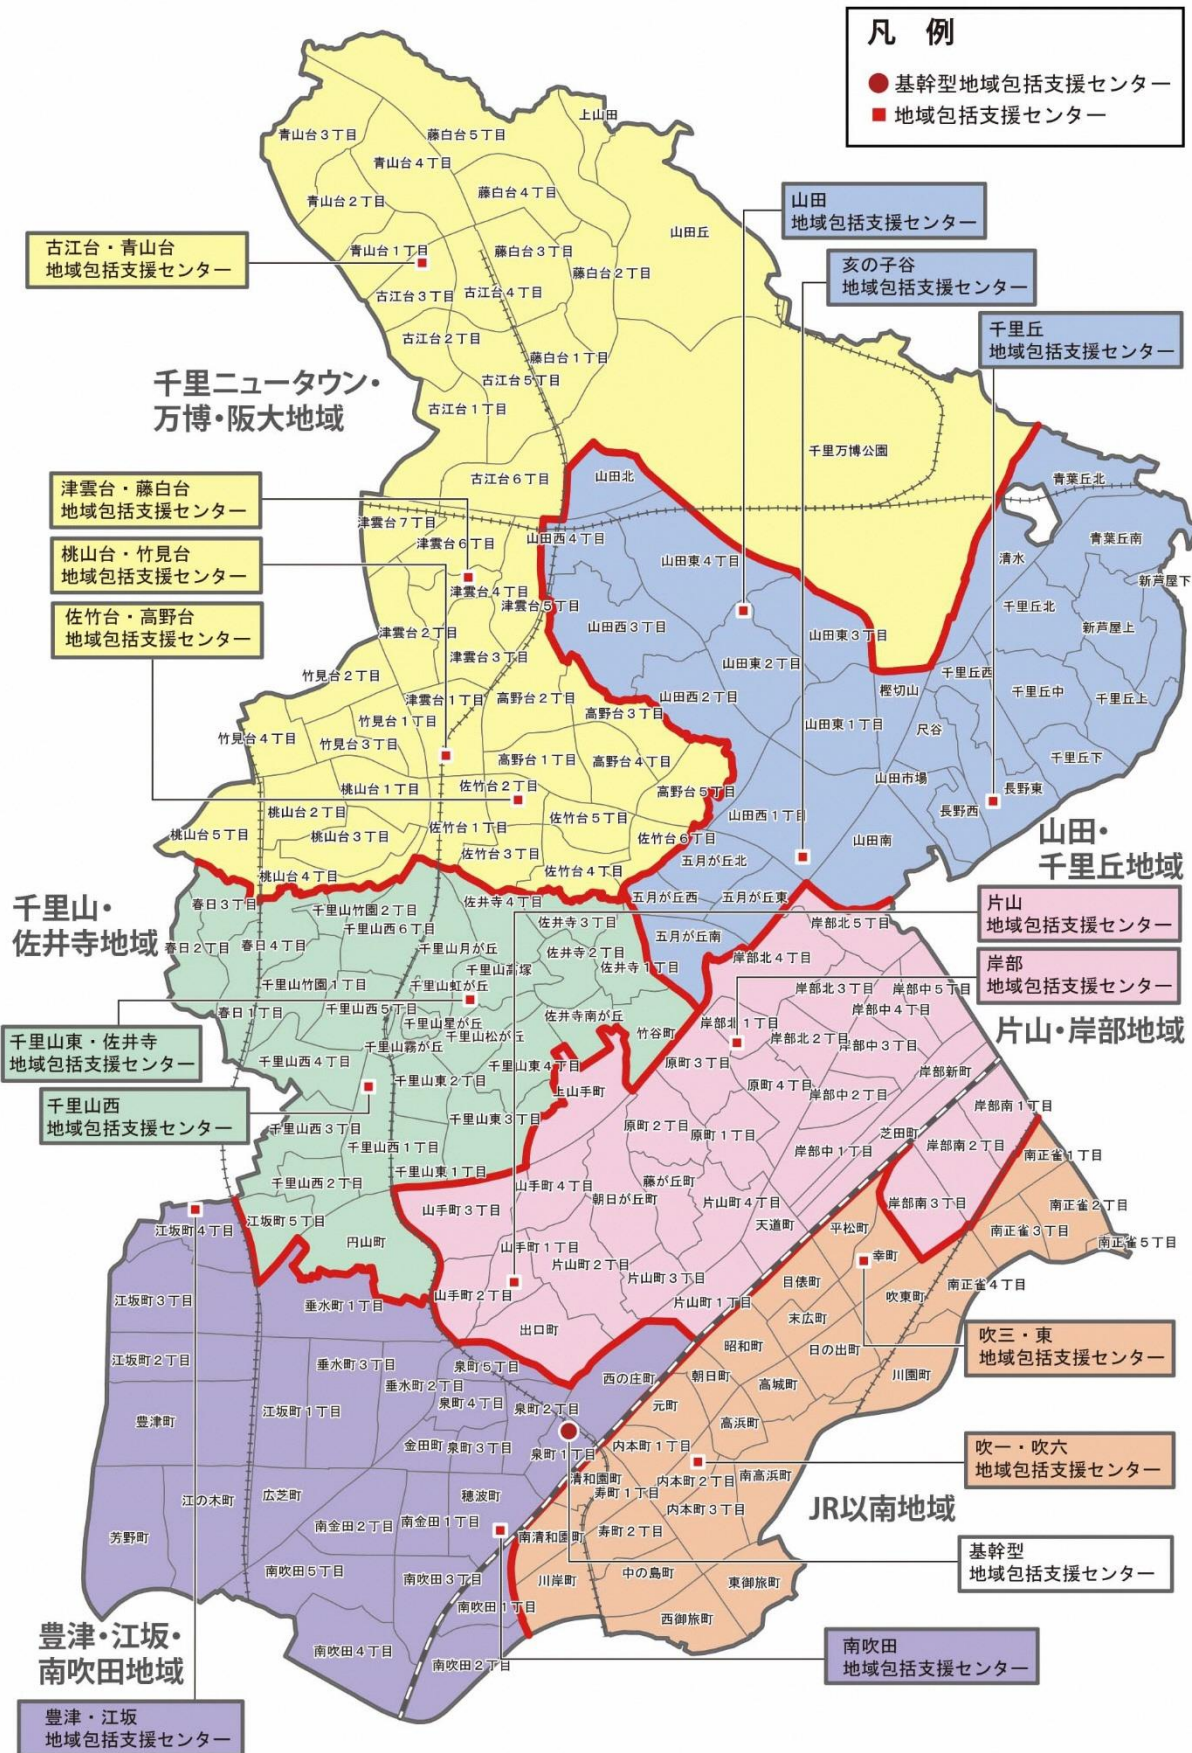 凡 例
基幹型地域包括支援センター
地域包括支援センター
上山田
青山台3丁目
藤白台5丁目
青山台4丁目
藤白台4丁目
青山台2丁目
山田丘
山田
地域包括支援センター
古江台・青山台
地域包括支援センター
青山台1丁目
藤白台3丁目
藤白台2丁目
亥の子谷
地域包括支援センター
古江台3丁目
古江台4丁目
千里丘
地域包括支援センター
古江台2丁目
藤白台1丁目
千里ニュータウン・
万博・阪大地域
古江台5丁目
古江台1丁目
千里万博公園
古江台6丁目
山田北
青葉丘北
津雲台・藤白台
地域包括支援センター
津雲台7丁目
津雲台6丁目
山田西4丁目
青葉丘南
桃山台・竹見台
地域包括支援センター
山田東4丁目
清水
新芦屋下
津雲台4丁目
津雲台5丁目
千里丘北
佐竹台・高野台
地域包括支援センター
津雲台2丁目
山田西3丁目
山田東3丁目
新芦屋上
津雲台3丁目
山田東2丁目
千里丘西
竹見台2丁目
樫切山
千里丘中
千里丘上
津雲台1丁目
高野台2丁目
山田西2丁目
竹見台1丁目
高野台3丁目
山田東1丁目
尺谷
竹見台4丁目
竹見台3丁目
高野台1丁目
高野台4丁目
千里丘下
桃山台1丁目
佐竹台2丁目
高野台5丁目
山田市場
長野東
桃山台2丁目
佐竹台5丁目
山田西1丁目
長野西
桃山台5丁目
桃山台3丁目
佐竹台1丁目
佐竹台6丁目
山田南
山田・
千里丘地域
佐竹台3丁目
五月が丘北
桃山台4丁目
佐竹台4丁目
千里山・
佐井寺地域
春日3丁目
佐井寺4丁目
五月が丘西
五月が丘東
片山
地域包括支援センター
千里山竹園2丁目
佐井寺3丁目
岸部北5丁目
千里山西6丁目
五月が丘南
春日2丁目
春日4丁目
千里山月が丘
佐井寺2丁目
岸部北4丁目
岸部
地域包括支援センター
千里山高塚
佐井寺1丁目
千里山竹園1丁目
千里山虹が丘
岸部北3丁目
岸部中5丁目
春日1丁目
千里山西5丁目
佐井寺南が丘
岸部中4丁目
片山・岸部地域
千里山東・佐井寺
地域包括支援センター
千里山星が丘
千里山松が丘
竹谷町
岸部北1丁目
岸部北2丁目
千里山霧が丘
岸部中3丁目
千里山西4丁目
千里山東4丁目
原町3丁目
岸部新町
千里山東2丁目
上山手町
原町4丁目
岸部中2丁目
千里山西
地域包括支援センター
千里山東3丁目
岸部南1丁目
千里山西3丁目
原町2丁目
原町1丁目
芝田町
千里山西1丁目
岸部中1丁目
岸部南2丁目
南正雀1丁目
千里山東1丁目
千里山西2丁目
山手町4丁目
藤が丘町
朝日が丘町
片山町4丁目
岸部南3丁目
南正雀2丁目
山手町3丁目
天道町
江坂町5丁目
江坂町4丁目
平松町
南正雀3丁目
円山町
山手町1丁目
南正雀5丁目
片山町2丁目
幸町
片山町3丁目
目俵町
南正雀4丁目
山手町2丁目
吹東町
江坂町3丁目
垂水町1丁目
片山町1丁目
末広町
出口町
昭和町
日の出町
吹三・東
地域包括支援センター
江坂町2丁目
垂水町3丁目
泉町5丁目
垂水町2丁目
西の庄町
朝日町
高城町
川園町
泉町4丁目
豊津町
江坂町1丁目
泉町2丁目
元町
高浜町
金田町
泉町3丁目
泉町1丁目
内本町1丁目
吹一・吹六
地域包括支援センター
清和園町
内本町2丁目
南高浜町
江の木町
広芝町
穂波町
寿町1丁目
内本町3丁目
JR以南地域
南金田2丁目
南金田1丁目
南清和園町
寿町2丁目
芳野町
基幹型
地域包括支援センター
南吹田5丁目
南吹田3丁目
川岸町
中の島町
東御旅町
南吹田1丁目
西御旅町
豊津・江坂・
南吹田地域
南吹田4丁目
南吹田2丁目
南吹田
地域包括支援センター
豊津・江坂
地域包括支援センター